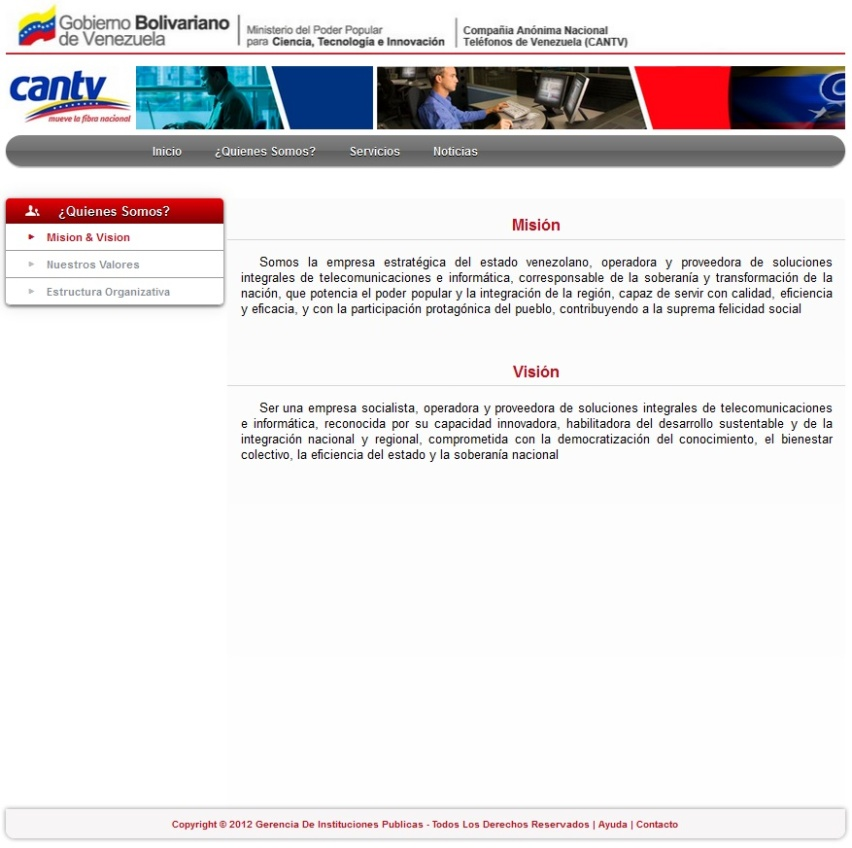 Gobierno Bolivariano
de Venezuela
Ministerio del Poder Popular
para Ciencia, Tecnología e Innovación
Compañia Anónima Nacional
Teléfonos de Venezuela (CANTV)
cantv
mueve la fibra nacional
Inicio ¿Quienes Somos? Servicios Noticias
¿Quienes Somos?
Mision & Vision
Nuestros Valores
Estructura Organizativa
Misión
Somos la empresa estratégica del estado venezolano, operadora y proveedora de soluciones
integrales de telecomunicaciones e informática, corresponsable de la soberanía y transformación de la
nación, que potencia el poder popular y la integración de la región, capaz de servir con calidad, eficiencia
y eficacia, y con la participación protagónica del pueblo, contribuyendo a la suprema felicidad social
Visión
Ser una empresa socialista, operadora y proveedora de soluciones integrales de telecomunicaciones
e informática, reconocida por su capacidad innovadora, habilitadora del desarrollo sustentable y de la
integración nacional y regional, comprometida con la democratización del conocimiento, el bienestar
colectivo, la eficiencia del estado y la soberanía nacional
Copyright © 2012 Gerencia De Instituciones Publicas - Todos Los Derechos Reservados | Ayuda | Contacto